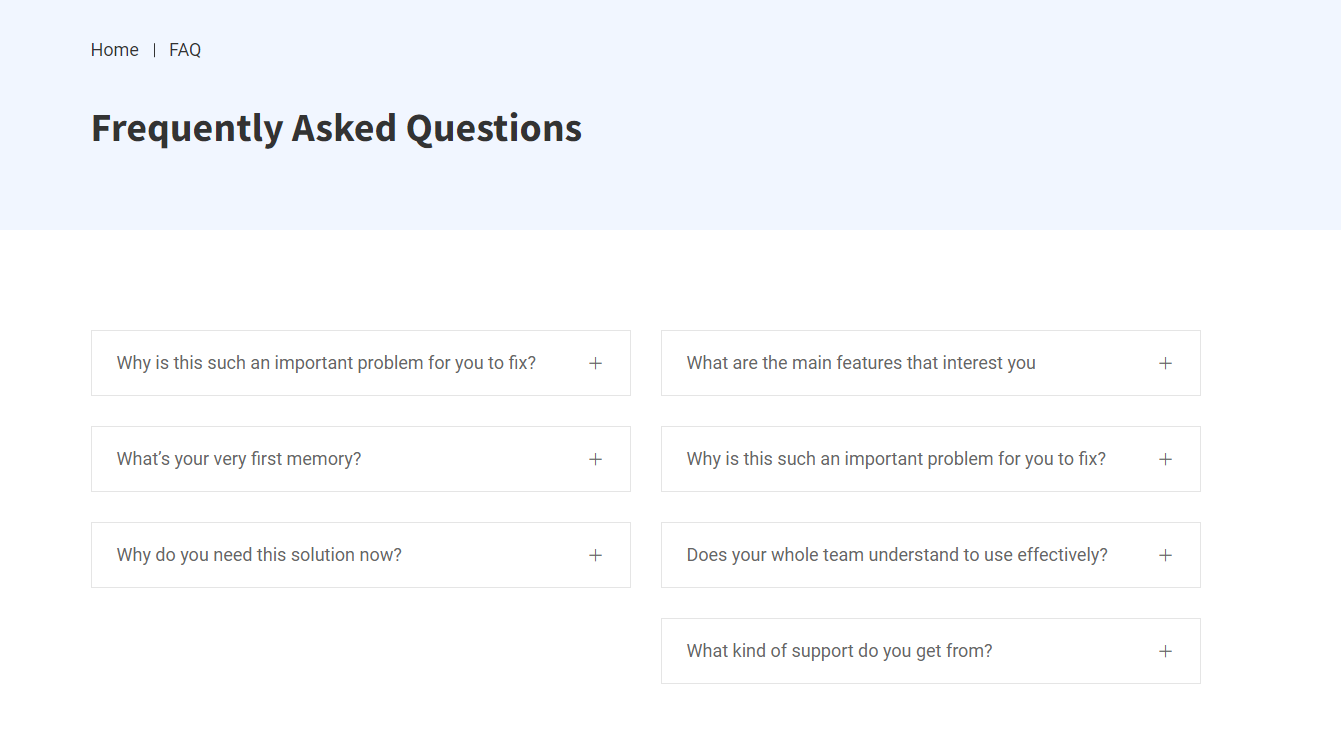 Home | FAQ
Frequently Asked Questions
Why is this such an important problem for you to fix?
What’s your very first memory?
Why do you need this solution now?
What are the main features that interest you
Why is this such an important problem for you to fix?
Does your whole team understand to use effectively?
What kind of support do you get from?